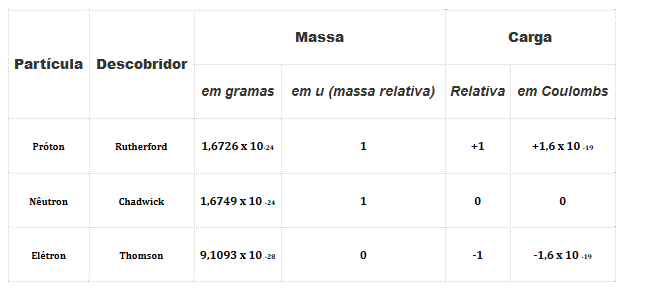 Partícula Descobridor Massa Carga
em gramas em u (massa relativa) Relativa em Coulombs
Próton Rutherford 1,6726 x 10 -24 1 +1 +1,6 x 10 -19
Nêutron Chadwick 1,6749 x 10 -24 1 0 0
Elétron Thomson 9,1093 x 10 -28 0 -1 -1,6 x 10 -19